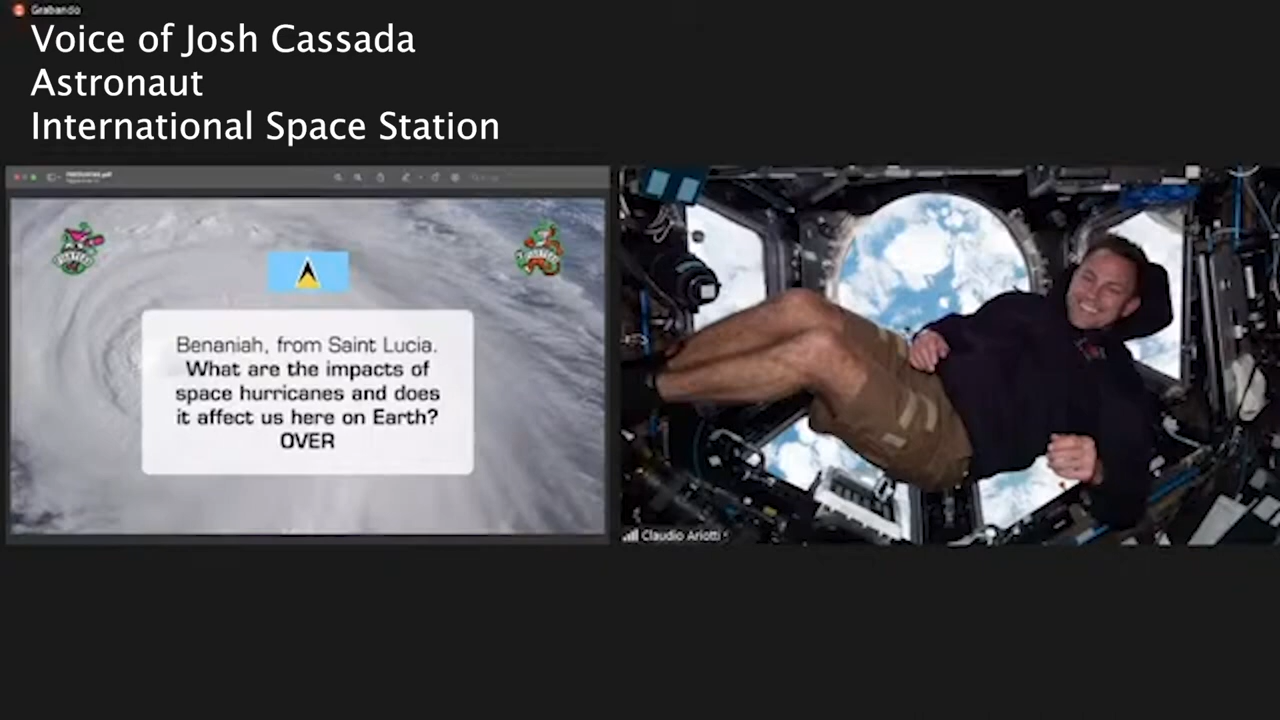 Grabando
Voice of Josh Cassada
Astronaut
International Space Station
Benaniah, from Saint Lucia.
What are the impacts of
space hurricanes and does
it affect us here on Earth?
OVER
Claudio Ariotti